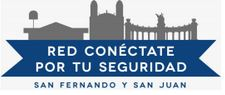 RED CONÉCTATE
POR TU SEGURIDAD
SAN FERNANDO Y SAN JUAN